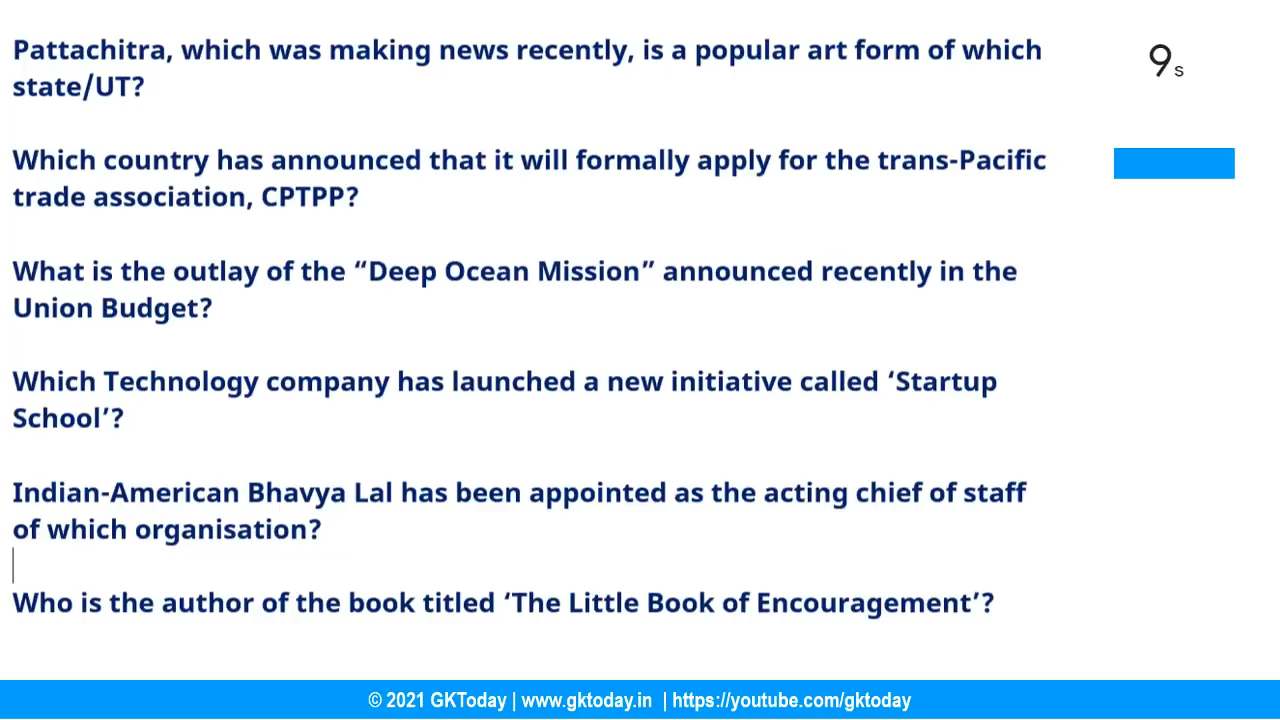 Pattachitra, which was making news recently, is a popular art form of which
state/UT?
9s
Which country has announced that it will formally apply for the trans-Pacific
trade association, CPTPP?
What is the outlay of the “Deep Ocean Mission” announced recently in the
Union Budget?
Which Technology company has launched a new initiative called ‘Startup
School’?
Indian-American Bhavya Lal has been appointed as the acting chief of staff
of which organisation?
Who is the author of the book titled ‘The Little Book of Encouragement’?
© 2021 GKToday | www.gktoday.in | https://youtube.com/gktoday